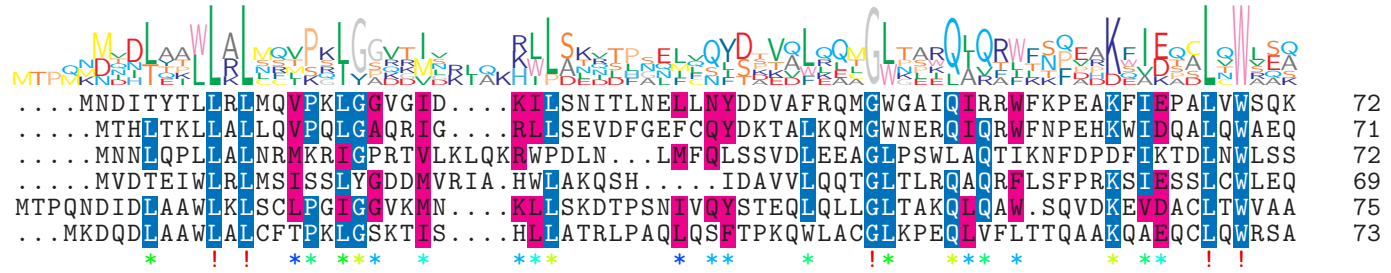 ....MNDITYTLLRLMQVPKLGGVGID....KILSNITLNELLNYDDVAFRQMGWGAIQIRRWFKPEAKFIEPALVWSQK 72
.....MTHLTKLLALLQVPQLGAQRIG....RLLSEVDFGEFCQYDKTALKQMGWNERQIQRWFNPEHKWIDQALQWAEQ 71
.....MNNLQPLLALNRMKRIGPRTVLKLQKRWPDLN...LMFQLSSVDLEEAGLPSWLAQTIKNFDPDFIKTDLNWLSS 72
.....MVDTEIWLRLMSISSLYGDDMVRIA.HWLAKQSH.....IDAVVLQQTGLTLRQAQRFLSFPRKSIESSLCWLEQ 69
MTPQNDIDLAAWLKLSCLPGIGGVKMN....KLLSKDTPSNIVQYSTEQLQLLGLTAKQLQAW.SQVDKEVDACLTWVAA 75
...MKDQDLAAWLALCFTPKLGSKTIS....HLLATRLPAQLQSFTPKQWLACGLKPEQLVFLTTQAAKQAEQCLQWRSA 73
* ! ! ** *** * *** * ** * !* *** * * ** ! !